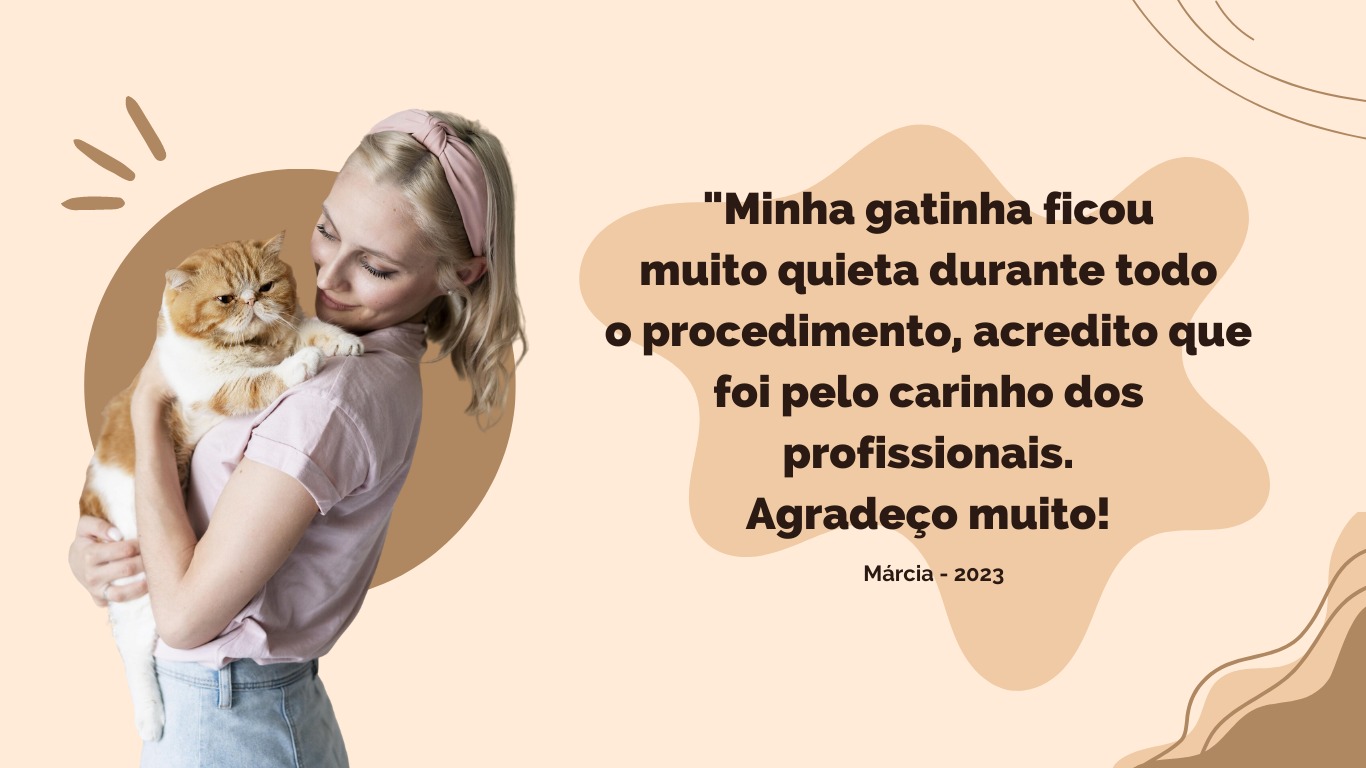 "Minha gatinha ficou
muito quieta durante todo
o procedimento, acredito que
foi pelo carinho dos
profissionais.
Agradeço muito!
Márcia - 2023